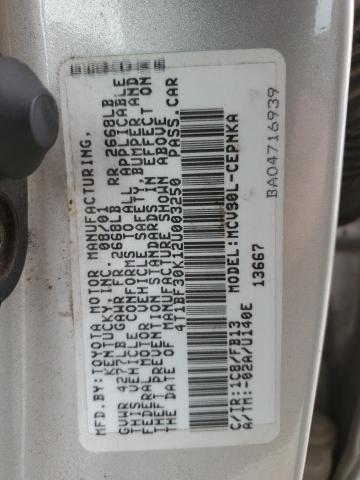 MFD.BY:TOYOTA MOTOR MANUFACTURING,
KENTUCKY,INC. 08/01
GVWR 4277LB GAWR FR 2668LB RR 2668LB
THIS VEHICLE CONFORMS TO ALL APPLICABLE
FEDERAL MOTOR VEHICLE SAFETY,BUMPER AND
THEFT PREVENTION STANDARDS IN EFFECT ON
THE DATE OF MANUFACTURE SHOWN ABOVE
4T1BF30K12U003250 PASS.CAR
MODEL:MCV30L-CEPNKA
13667
C/TR:1C8/FB13
A/TM:-02A/U140E
BA04716939